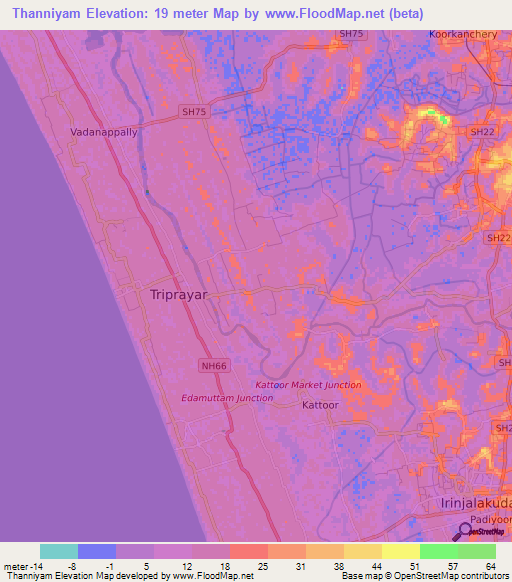 Thanniyam Elevation: 19 meter Map by www.FloodMap.net (beta)
SH75
Koorkanchery
SH75
Vadanappally
SH22
SH22
Triprayar
NH66
SH
Kattoor Market Junction
Edamuttam Junction
Kattoor
SH2
Irinjalakuda
Padiyoor
OpenStreetMap
meter -14 -8 -1 5 12 18 25 31 38 44 51 57 64
Thanniyam Elevation Map developed by www.FloodMap.net
Base map © OpenStreetMap contributors